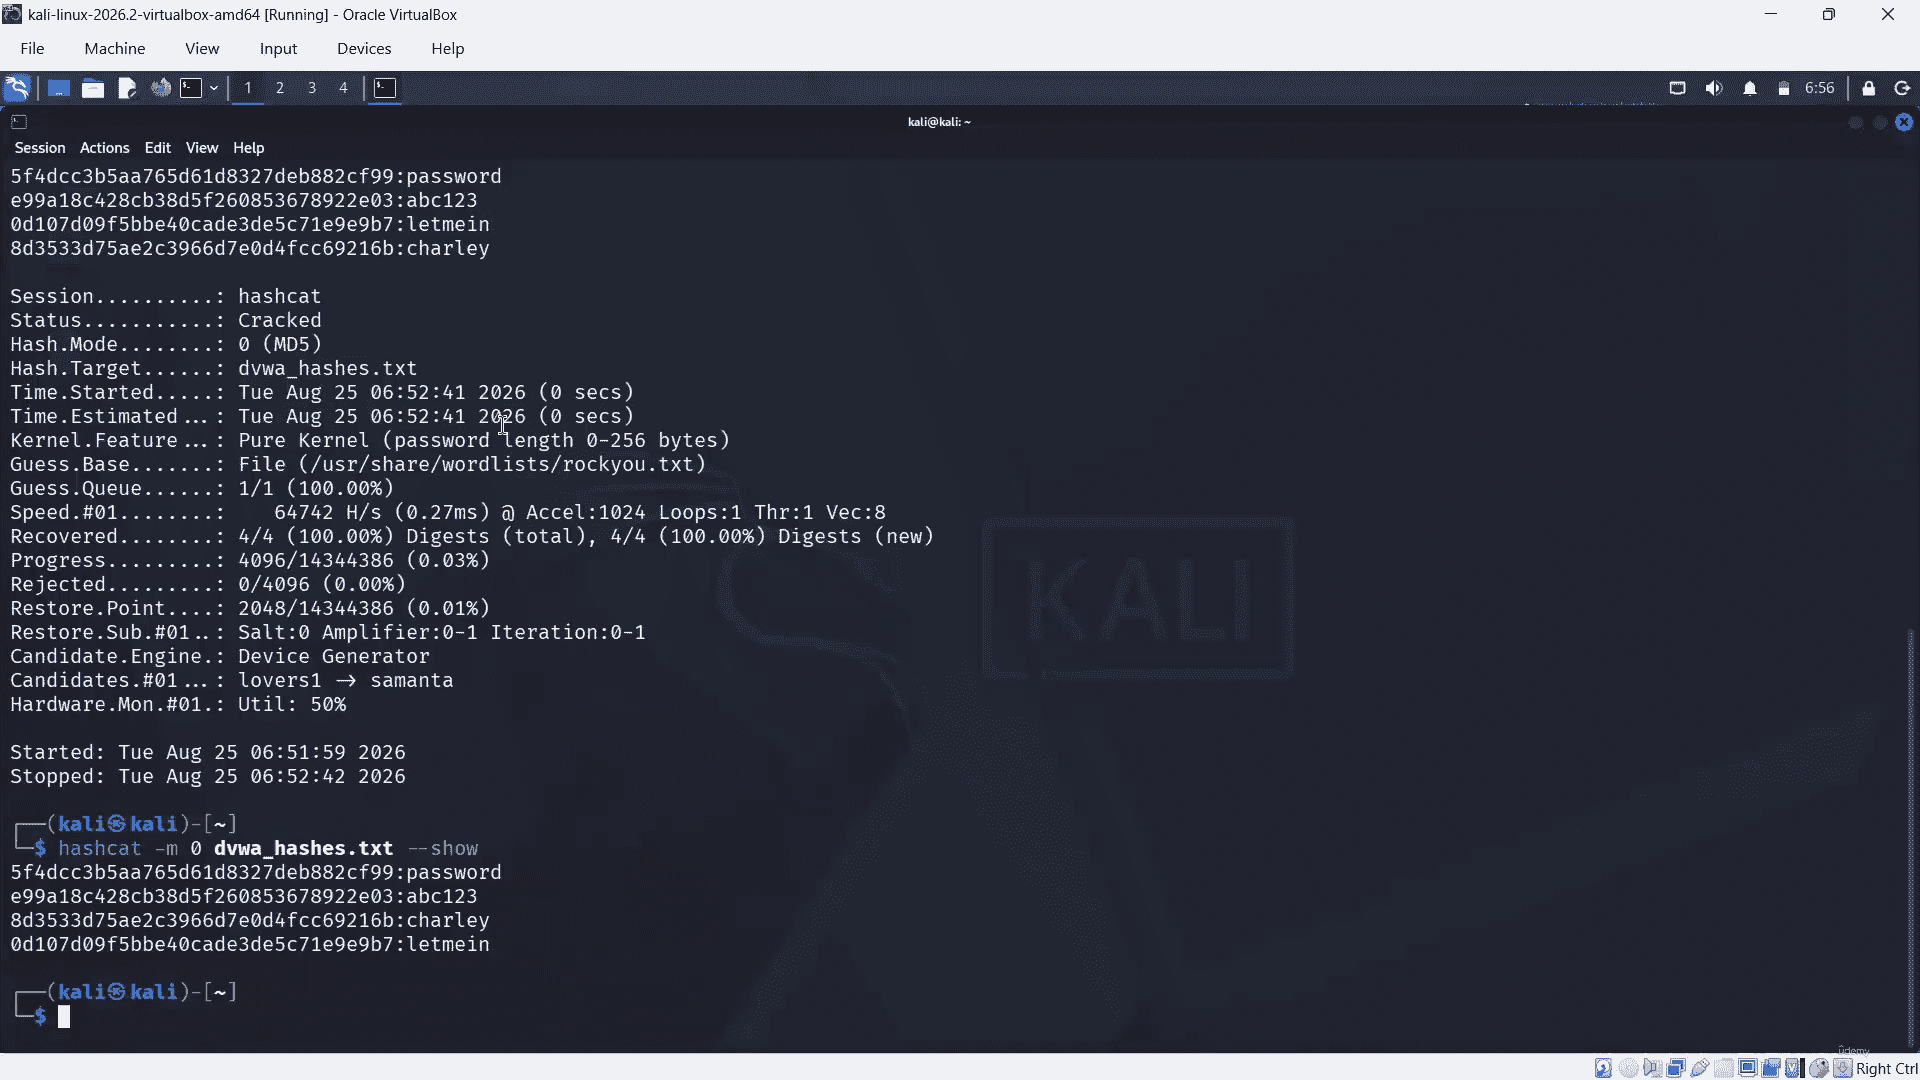 kali-linux-2026.2-virtualbox-amd64 [Running] - Oracle VirtualBox
File Machine View Input Devices Help
1 2 3 4 6:56
kali@kali: ~
Session Actions Edit View Help
5f4dcc3b5aa765d61d8327deb882cf99:password
e99a18c428cb38d5f260853678922e03:abc123
0d107d09f5bbe40cade3de5c71e9e9b7:letmein
8d3533d75ae2c3966d7e0d4fcc69216b:charley
Session..........: hashcat
Status...........: Cracked
Hash.Mode........: 0 (MD5)
Hash.Target......: dvwa_hashes.txt
Time.Started.....: Tue Aug 25 06:52:41 2026 (0 secs)
Time.Estimated...: Tue Aug 25 06:52:41 2026 (0 secs)
Kernel.Feature...: Pure Kernel (password length 0-256 bytes)
Guess.Base.......: File (/usr/share/wordlists/rockyou.txt)
Guess.Queue......: 1/1 (100.00%)
Speed.#01........:    64742 H/s (0.27ms) @ Accel:1024 Loops:1 Thr:1 Vec:8
Recovered........: 4/4 (100.00%) Digests (total), 4/4 (100.00%) Digests (new)
Progress.........: 4096/14344386 (0.03%)
Rejected.........: 0/4096 (0.00%)
Restore.Point....: 2048/14344386 (0.01%)
Restore.Sub.#01..: Salt:0 Amplifier:0-1 Iteration:0-1
Candidate.Engine.: Device Generator
Candidates.#01...: lovers1 -> samanta
Hardware.Mon.#01.: Util: 50%
Started: Tue Aug 25 06:51:59 2026
Stopped: Tue Aug 25 06:52:42 2026
┌──(kali㉿kali)-[~]
└─$ hashcat -m 0 dvwa_hashes.txt --show
5f4dcc3b5aa765d61d8327deb882cf99:password
e99a18c428cb38d5f260853678922e03:abc123
8d3533d75ae2c3966d7e0d4fcc69216b:charley
0d107d09f5bbe40cade3de5c71e9e9b7:letmein
┌──(kali㉿kali)-[~]
└─$
KALI
udemy
Right Ctrl